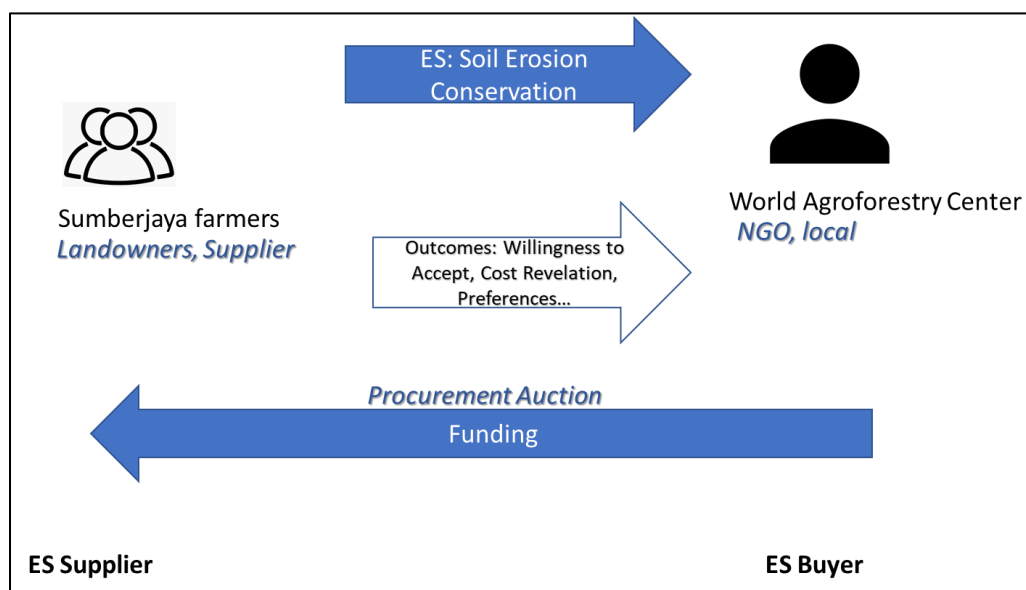 ES: Soil Erosion
Conservation
Sumberjaya farmers
Landowners, Supplier
World Agroforestry Center
NGO, local
Outcomes: Willingness to
Accept, Cost Revelation,
Preferences...
Procurement Auction
Funding
ES Supplier
ES Buyer